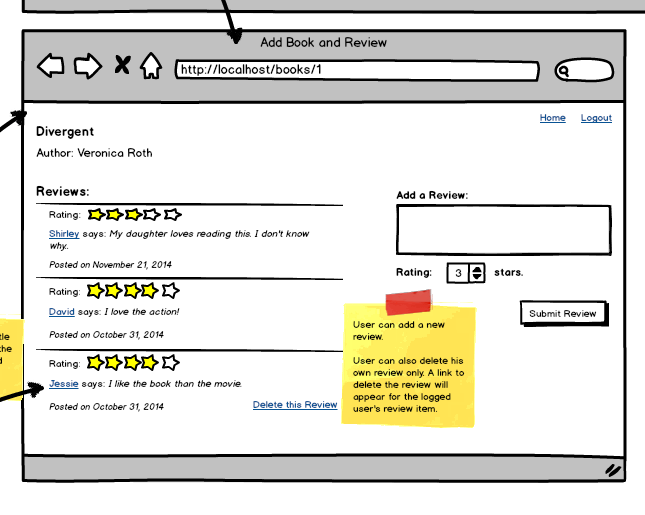 Add Book and Review
http://localhost/books/1
Home Logout
Divergent
Author: Veronica Roth
Reviews:
Rating:
Shirley says: My daughter loves reading this. I don't know
why.
Posted on November 21, 2014
Rating:
David says: I love the action!
Posted on October 31, 2014
Rating:
Jessie says: I like the book than the movie.
Posted on October 31, 2014
Delete this Review
Add a Review:
Rating: 3 stars.
Submit Review
User can add a new
review.
User can also delete his
own review only. A link to
delete the review will
appear for the logged
user's review item.
the